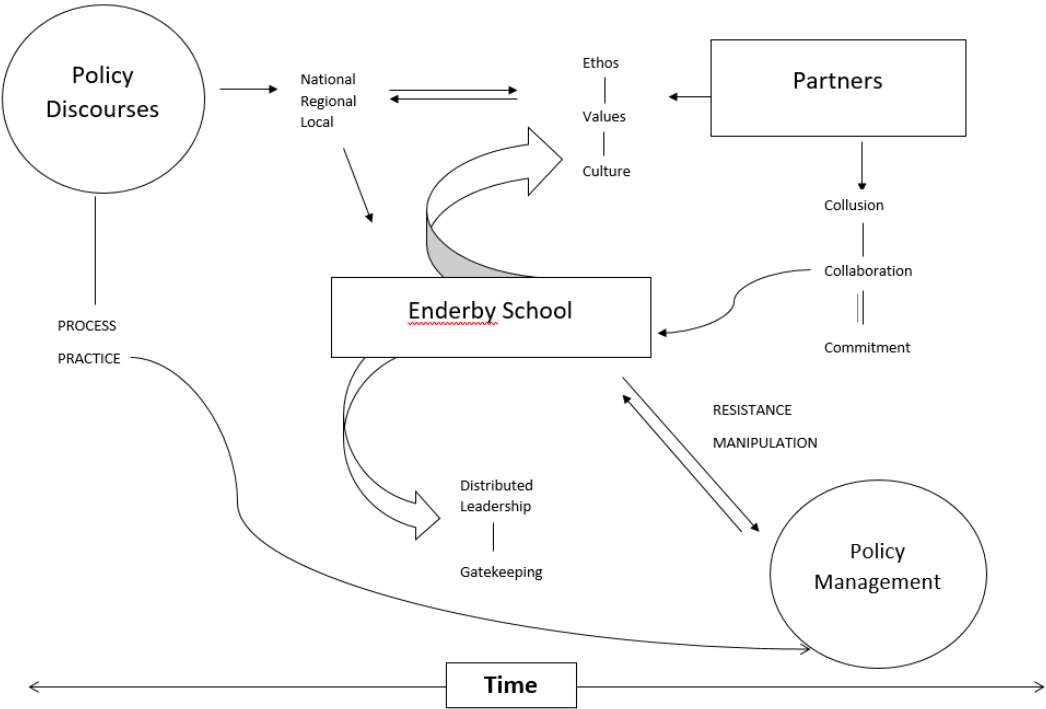 Policy
Discourses
National
Regional
Local
Ethos
Values
Culture
Partners
Collusion
Collaboration
Commitment
Enderby School
PROCESS
PRACTICE
RESISTANCE
MANIPULATION
Distributed
Leadership
Gatekeeping
Policy
Management
Time